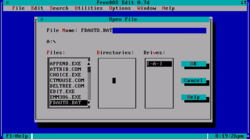 FreeDOS Edit 0.7d
File Edit Search Utilities Options Window Help
Open File
File Name: FDAUTO.BAT
A:\
Files: Directories: Drives:
APPEND.EXE [-A-]
ATTRIB.COM
CHOICE.EXE OK
CTMOUSE.COM
DELTREE.COM Cancel
EDIT.EXE
EMM386.EXE Help
FDAUTO.BAT
F1=Help